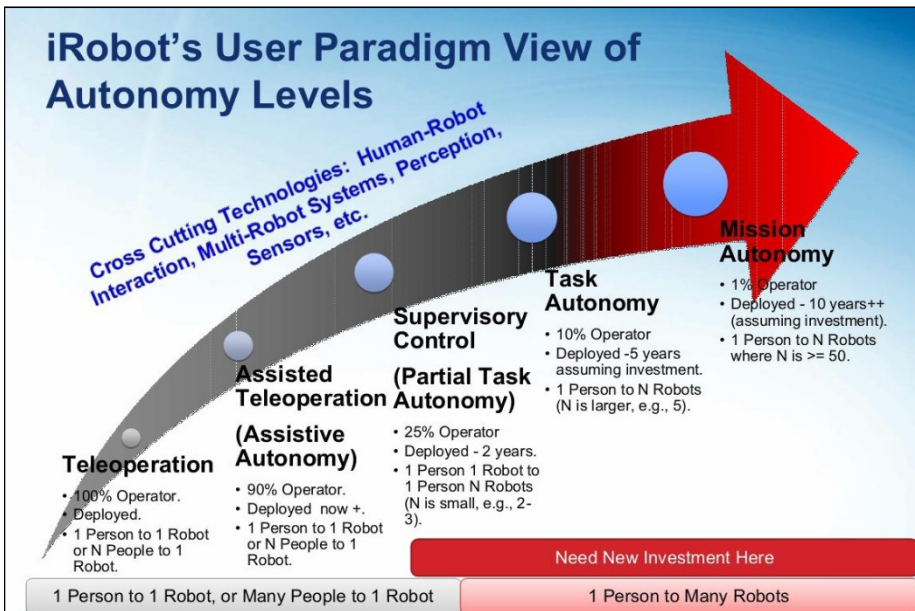 iRobot's User Paradigm View of
Autonomy Levels
Cross Cutting Technologies: Human-Robot
Interaction, Multi-Robot Systems, Perception,
Sensors, etc.
Teleoperation
• 100% Operator.
• Deployed.
• 1 Person to 1 Robot
or N People to 1
Robot.
Assisted
Teleoperation
(Assistive
Autonomy)
• 90% Operator.
• Deployed now +.
• 1 Person to 1 Robot
or N People to 1
Robot.
Supervisory
Control
(Partial Task
Autonomy)
• 25% Operator
• Deployed - 2 years.
• 1 Person 1 Robot to
1 Person N Robots
(N is small, e.g., 2-
3).
Task
Autonomy
• 10% Operator
• Deployed -5 years
assuming investment.
• 1 Person to N Robots
(N is larger, e.g., 5).
Mission
Autonomy
• 1% Operator
• Deployed - 10 years++
(assuming investment).
• 1 Person to N Robots
where N is >= 50.
Need New Investment Here
1 Person to 1 Robot, or Many People to 1 Robot
1 Person to Many Robots